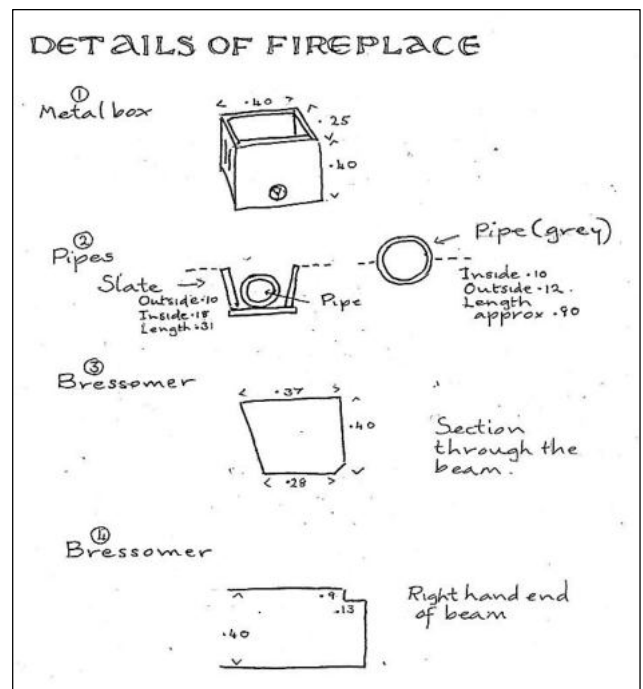 DETAILS OF FIREPLACE
①
Metal box
.40
.25
.40
②
Pipes
Slate
Outside .10
Inside .18
Length .31
Pipe
Pipe (grey)
Inside .10
Outside .12.
Length
approx .90
③
Bressomer
.37
.40
.28
Section
through the
beam.
④
Bressomer
.9
.13
.40
Right hand end
of beam